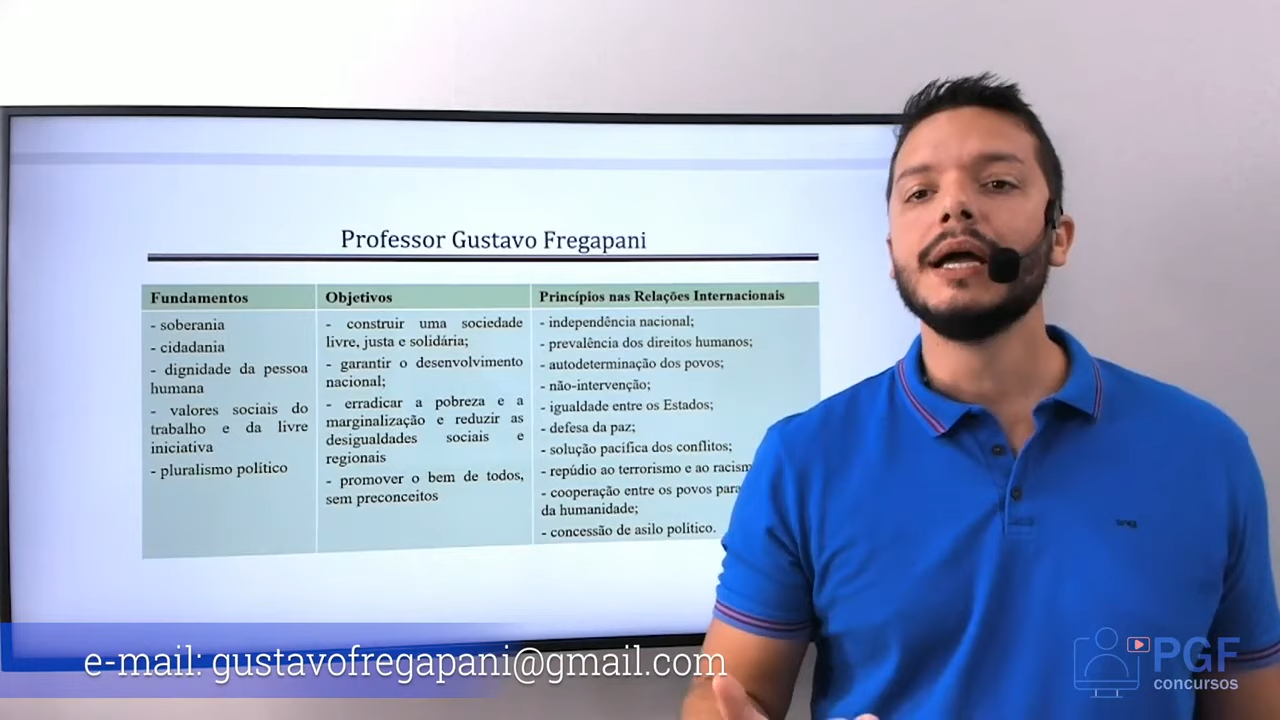 Professor Gustavo Fregapani
Fundamentos
- soberania
- cidadania
- dignidade da pessoa
humana
- valores sociais do
trabalho e da livre
iniciativa
- pluralismo político
Objetivos
- construir uma sociedade
livre, justa e solidária;
- garantir o desenvolvimento
nacional;
- erradicar a pobreza e a
marginalização e reduzir as
desigualdades sociais e
regionais
- promover o bem de todos,
sem preconceitos
Princípios nas Relações Internacionais
- independência nacional;
- prevalência dos direitos humanos;
- autodeterminação dos povos;
- não-intervenção;
- igualdade entre os Estados;
- defesa da paz;
- solução pacífica dos conflitos;
- repúdio ao terrorismo e ao racism
- cooperação entre os povos para
da humanidade;
- concessão de asilo político.
e-mail: gustavofregapani@gmail.com
PGF
concursos